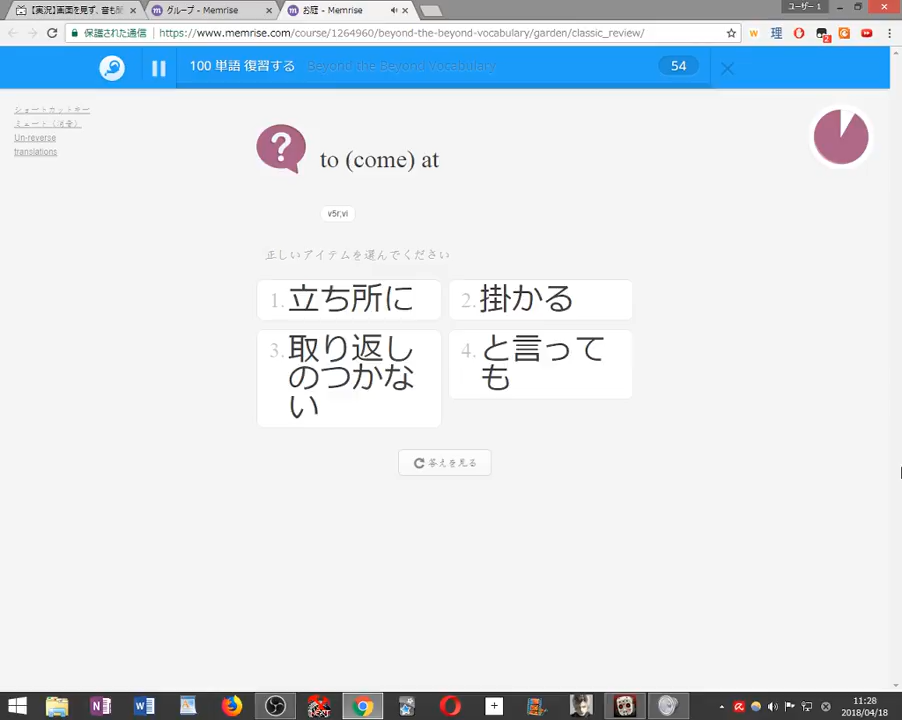 【実況】画面を見ず、音も
グループ - Memrise
お暦 - Memrise
ユーザー 1
保護された通信
https://www.memrise.com/course/1264960/beyond-the-beyond-vocabulary/garden/classic_review/
100 単語 復習する
Beyond the Beyond Vocabulary
54
ショートカットキー
ミュート（消音）
Un-reverse
translations
?
to (come) at
v5r,vi
正しいアイテムを選んでください
1. 立ち所に
2. 掛かる
3. 取り返し
のつかな
い
4. と言って
も
答えを見る
11:28
2018/04/18